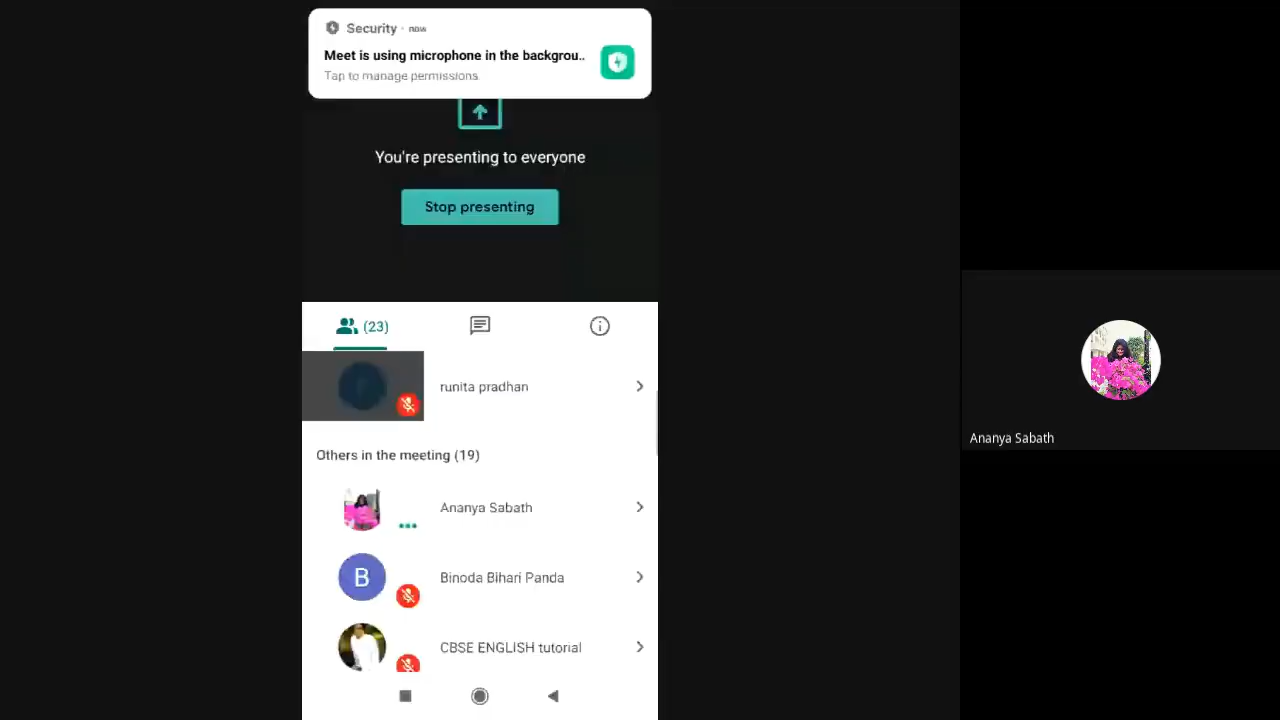 Security · now
Meet is using microphone in the backgrou..
Tap to manage permissions
You're presenting to everyone
Stop presenting
(23)
runita pradhan
Others in the meeting (19)
Ananya Sabath
B
Binoda Bihari Panda
CBSE ENGLISH tutorial
Ananya Sabath